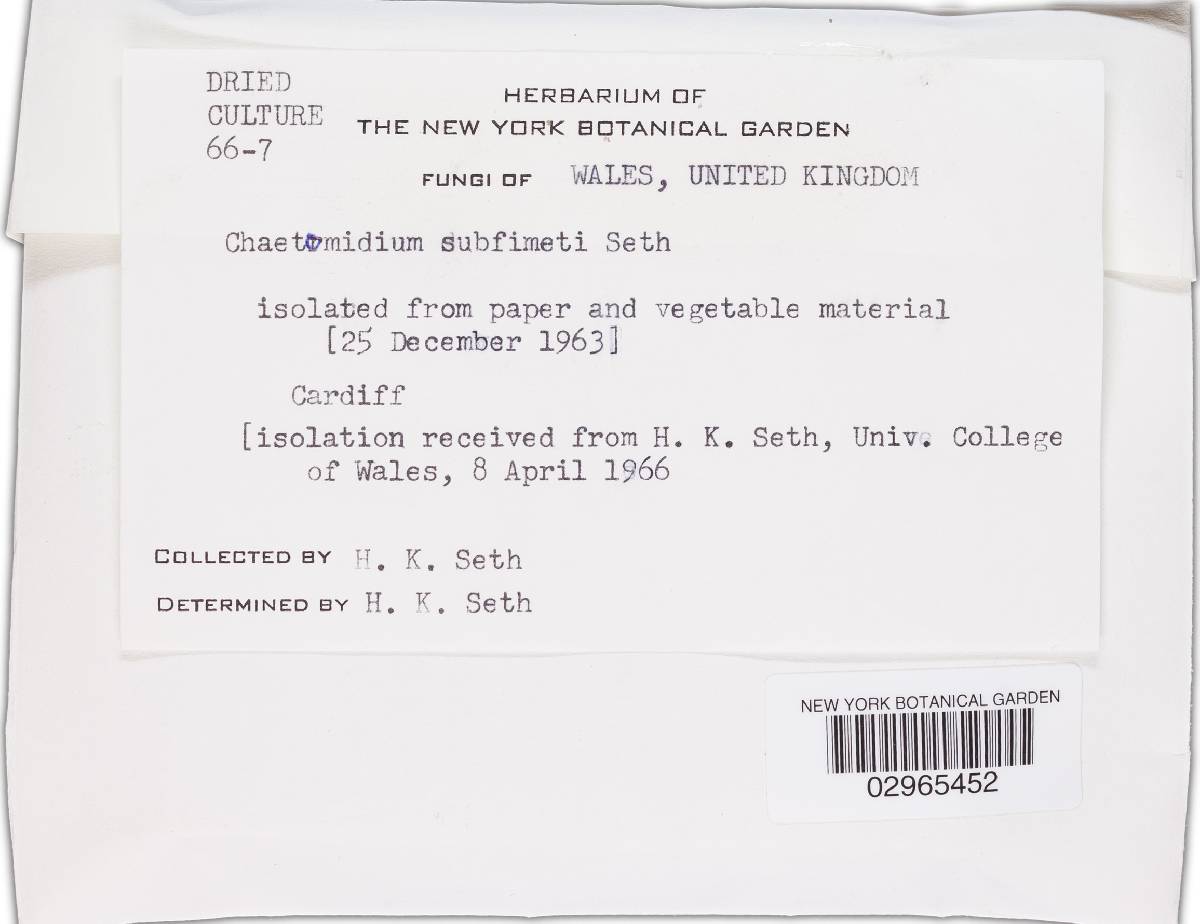 DRIED
CULTURE
66-7
HERBARIUM OF
THE NEW YORK BOTANICAL GARDEN
FUNGI OF WALES, UNITED KINGDOM
Chaetomidium subfimeti Seth
isolated from paper and vegetable material
[25 December 1963]
Cardiff
[isolation received from H. K. Seth, Univ. College
of Wales, 8 April 1966
COLLECTED BY H. K. Seth
DETERMINED BY H. K. Seth
NEW YORK BOTANICAL GARDEN
02965452